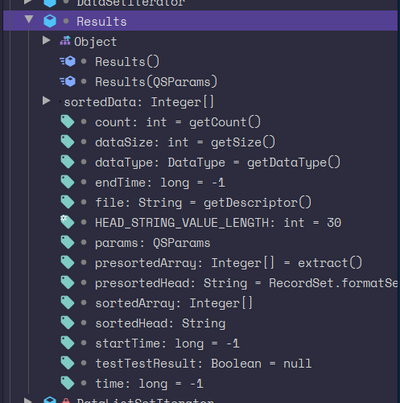 DataSetIterator
Results
Object
Results()
Results(QSParams)
sortedData: Integer[]
count: int = getCount()
dataSize: int = getSize()
dataType: DataType = getDataType()
endTime: long = -1
file: String = getDescriptor()
HEAD_STRING_VALUE_LENGTH: int = 30
params: QSParams
presortedArray: Integer[] = extract()
presortedHead: String = RecordSet.formatSe
sortedArray: Integer[]
sortedHead: String
startTime: long = -1
testTestResult: Boolean = null
time: long = -1
DataListSetIterator